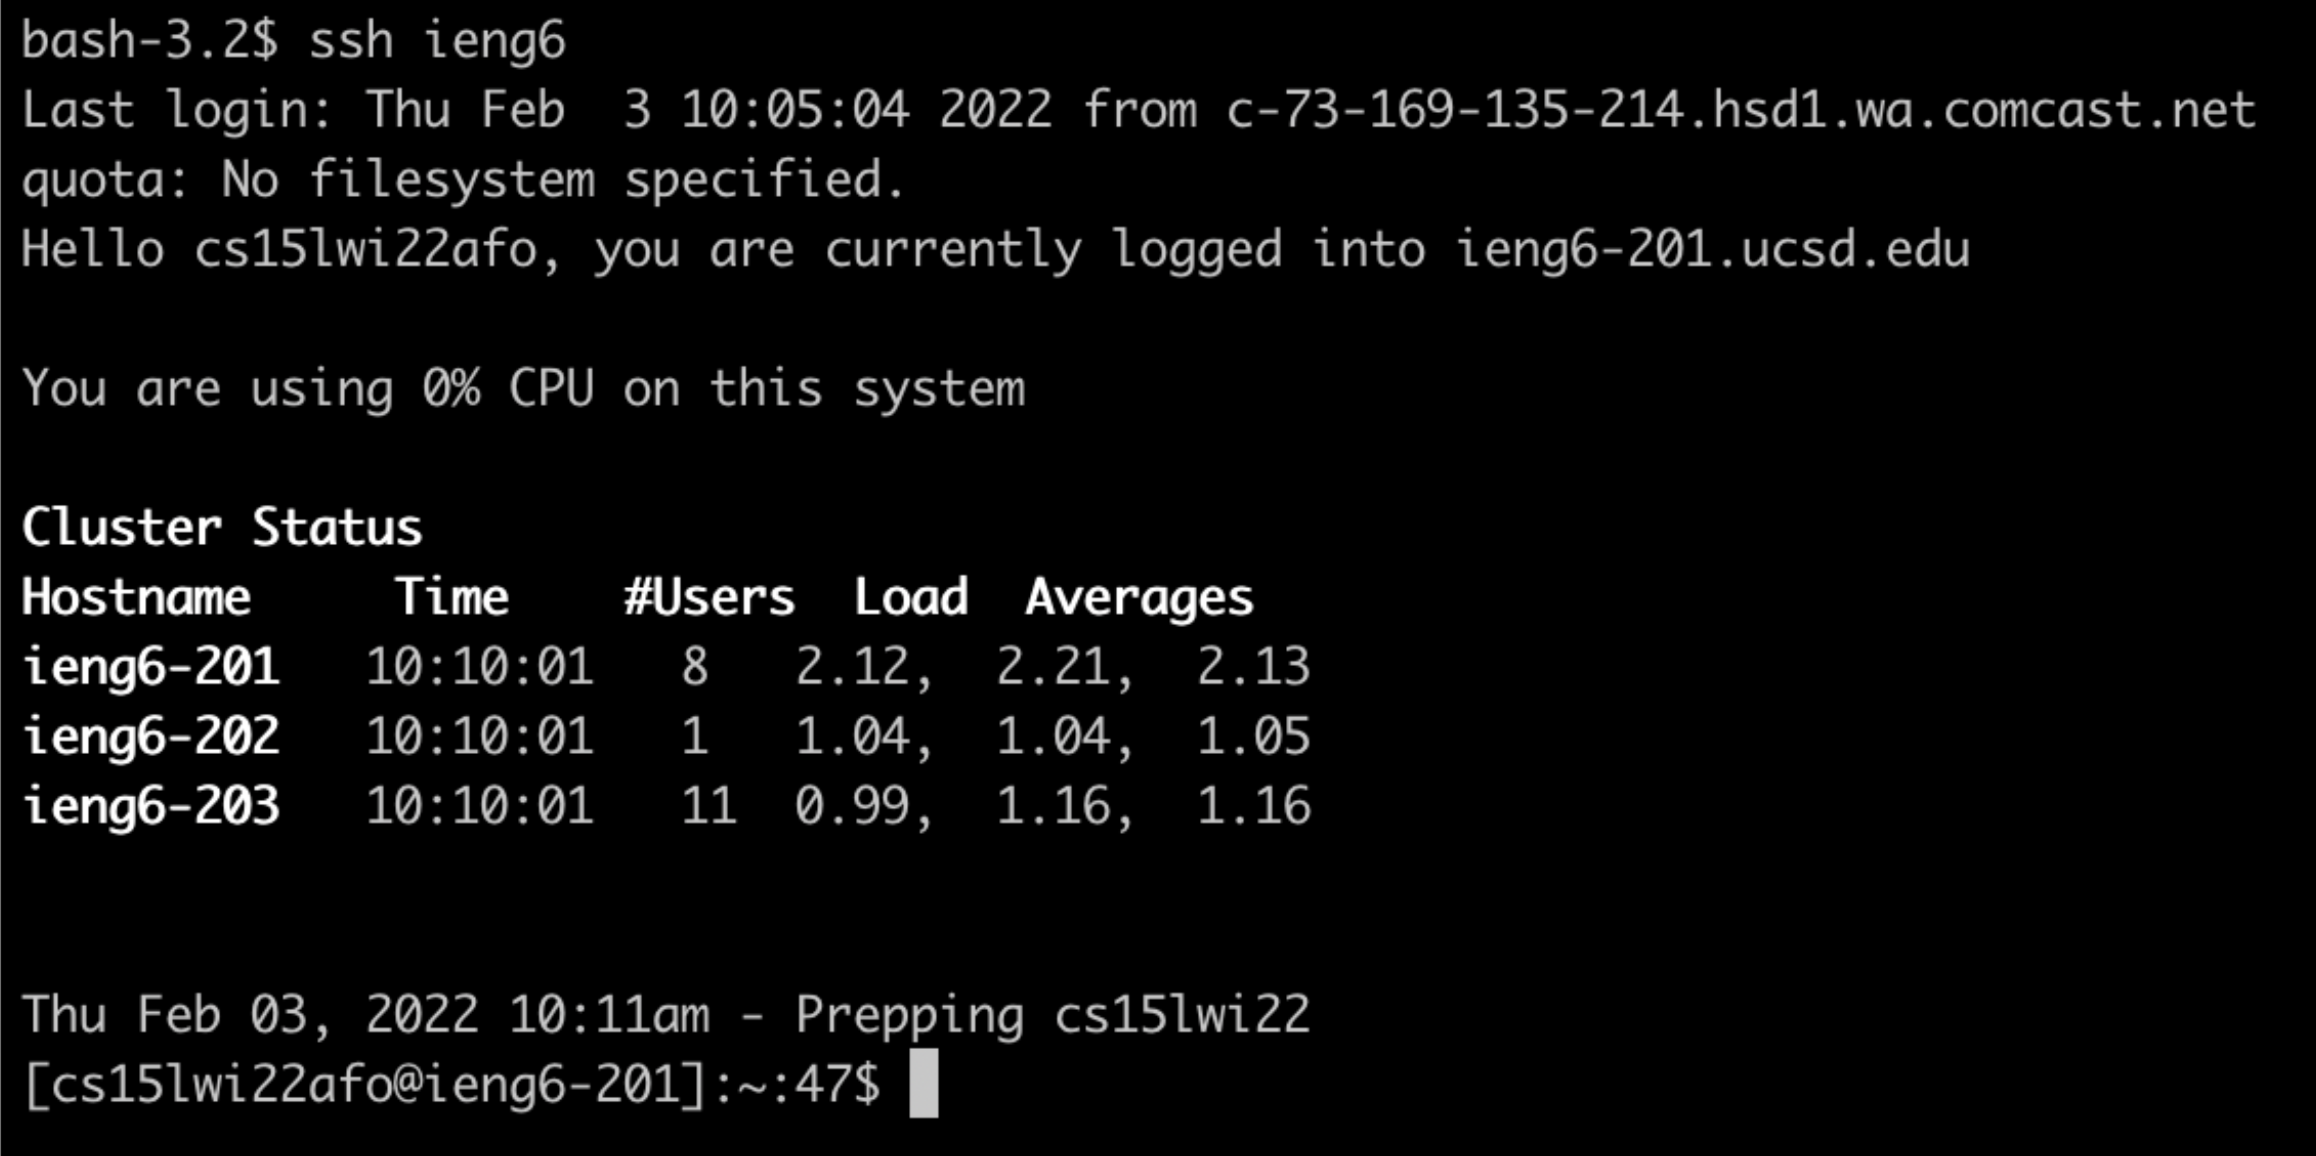 bash-3.2$ ssh ieng6
Last login: Thu Feb  3 10:05:04 2022 from c-73-169-135-214.hsd1.wa.comcast.net
quota: No filesystem specified.
Hello cs15lwi22afo, you are currently logged into ieng6-201.ucsd.edu
You are using 0% CPU on this system
Cluster Status
Hostname     Time    #Users  Load  Averages
ieng6-201   10:10:01   8   2.12,  2.21,  2.13
ieng6-202   10:10:01   1   1.04,  1.04,  1.05
ieng6-203   10:10:01   11  0.99,  1.16,  1.16
Thu Feb 03, 2022 10:11am - Prepping cs15lwi22
[cs15lwi22afo@ieng6-201]:~:47$